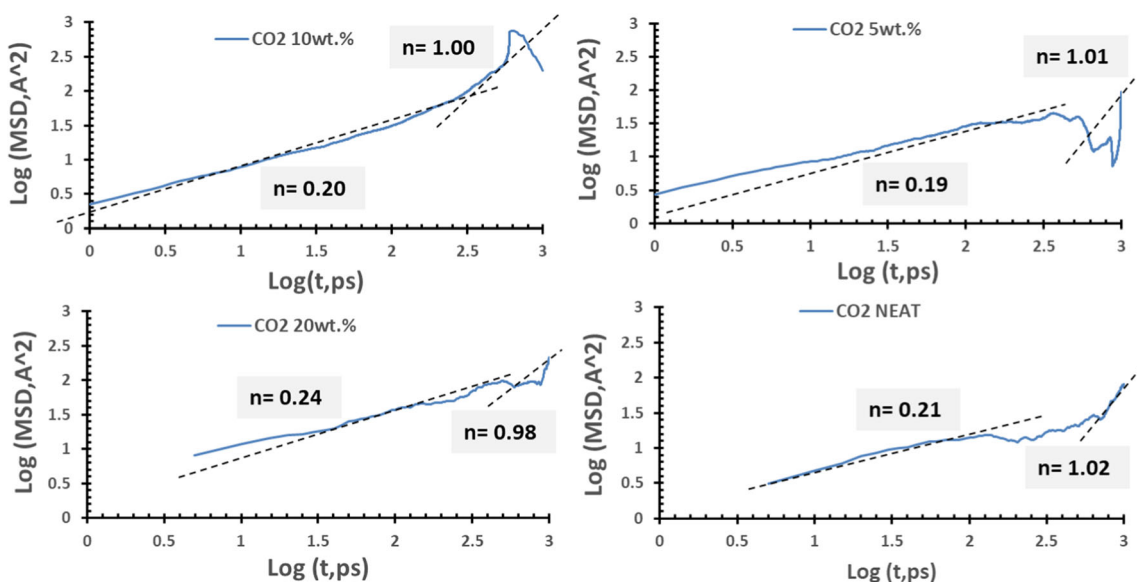 CO2 10wt.%
n= 1.00
n= 0.20
Log (MSD,A^2)
3
2.5
2
1.5
1
0.5
0
0 0.5 1 1.5 2 2.5 3
Log(t,ps)
CO2 5wt.%
n= 1.01
n= 0.19
Log (MSD,A^2)
3
2.5
2
1.5
1
0.5
0
0 0.5 1 1.5 2 2.5 3
Log (t,ps)
CO2 20wt.%
n= 0.24
n= 0.98
Log (MSD,A^2)
3
2.5
2
1.5
1
0.5
0
0 0.5 1 1.5 2 2.5 3
Log (t,ps)
CO2 NEAT
n= 0.21
n= 1.02
Log (MSD,A^2)
3
2.5
2
1.5
1
0.5
0
0 0.5 1 1.5 2 2.5 3
Log (t,ps)